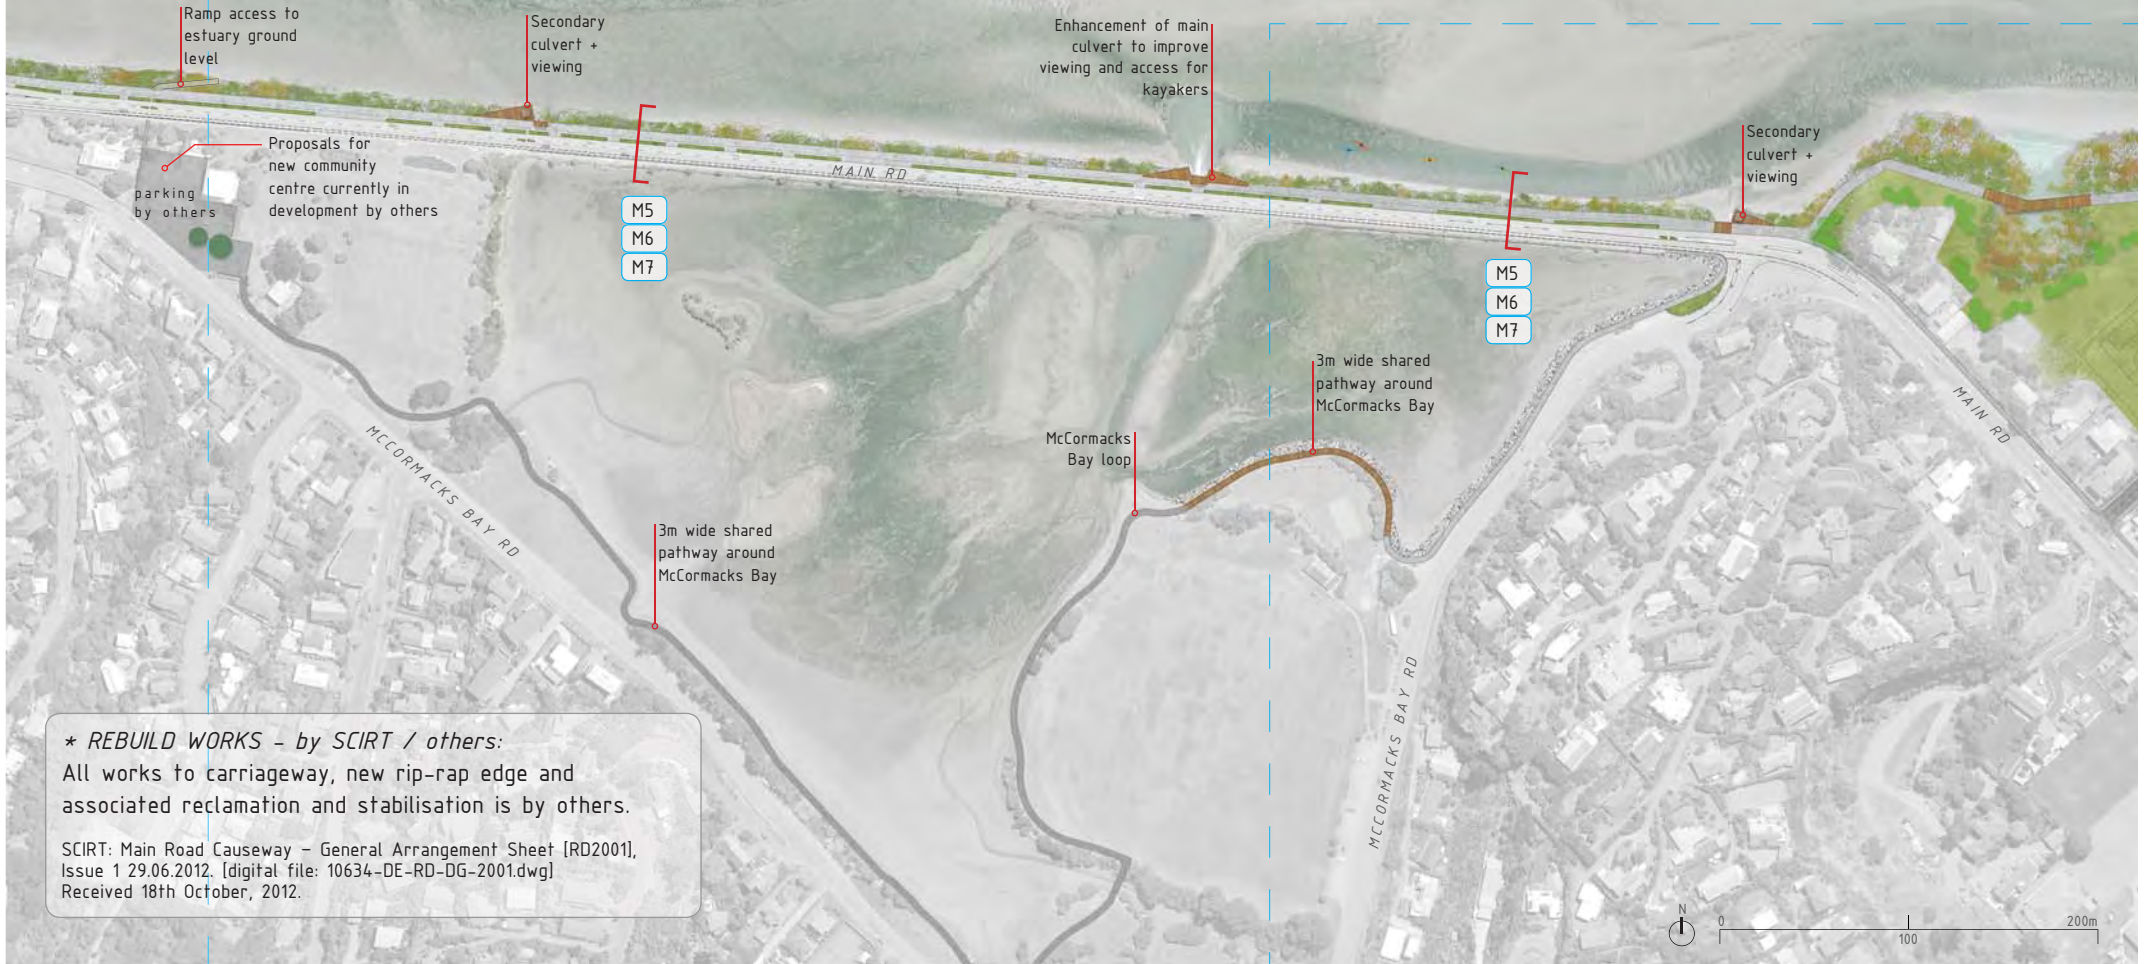 Ramp access to
estuary ground
level
Secondary
culvert +
viewing
Enhancement of main
culvert to improve
viewing and access for
kayakers
Secondary
culvert +
viewing
Proposals for
new community
centre currently in
development by others
parking
by others
MAIN RD
M5
M6
M7
M5
M6
M7
3m wide shared
pathway around
McCormacks Bay
McCormacks
Bay loop
MAIN RD
MCCORMACKS BAY RD
3m wide shared
pathway around
McCormacks Bay
MCCORMACKS BAY RD
* REBUILD WORKS - by SCIRT / others:
All works to carriageway, new rip-rap edge and
associated reclamation and stabilisation is by others.
SCIRT: Main Road Causeway – General Arrangement Sheet [RD2001],
Issue 1 29.06.2012. [digital file: 10634-DE-RD-DG-2001.dwg]
Received 18th October, 2012.
N
0
100
200m